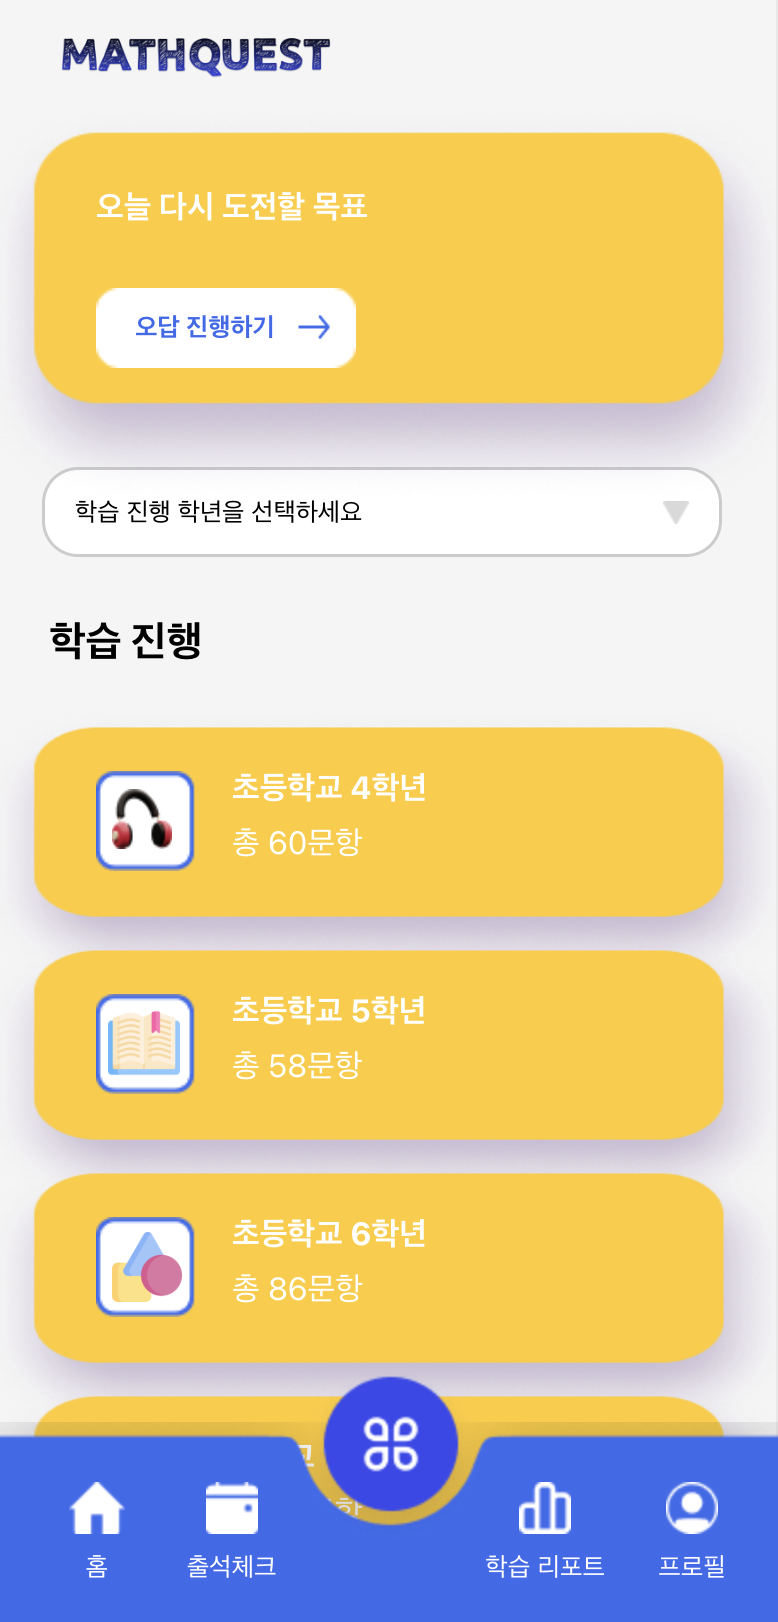 MATHQUEST
오늘 다시 도전할 목표
오답 진행하기
학습 진행 학년을 선택하세요
학습 진행
초등학교 4학년
총 60문항
초등학교 5학년
총 58문항
초등학교 6학년
총 86문항
홈
출석체크
학습 리포트
프로필